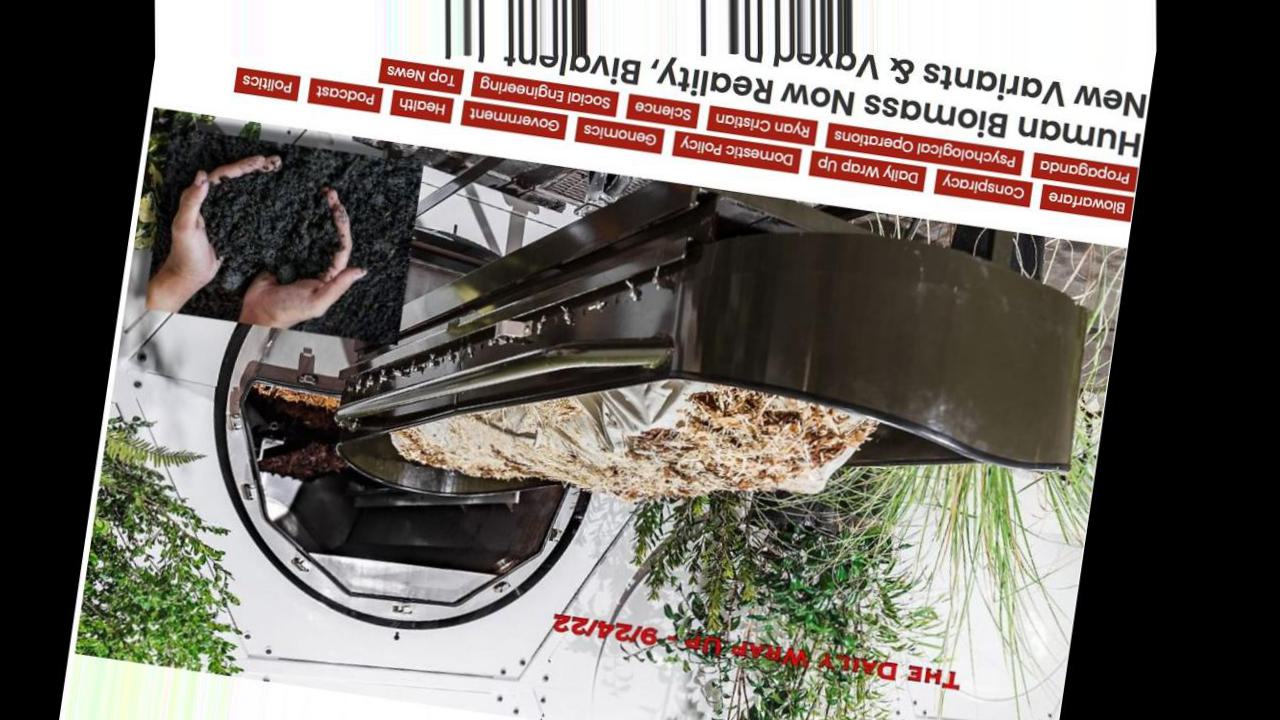 THE DAILY WRAP UP - 9/24/22
Biowarfare Conspiracy Daily Wrap Up Domestic Policy Genomics Government Health Podcast Politics
Propaganda Psychological Operations Ryan Cristian Science Social Engineering Top News
Human Biomass Now Reality, Bivalent
New Variants & Vaxed